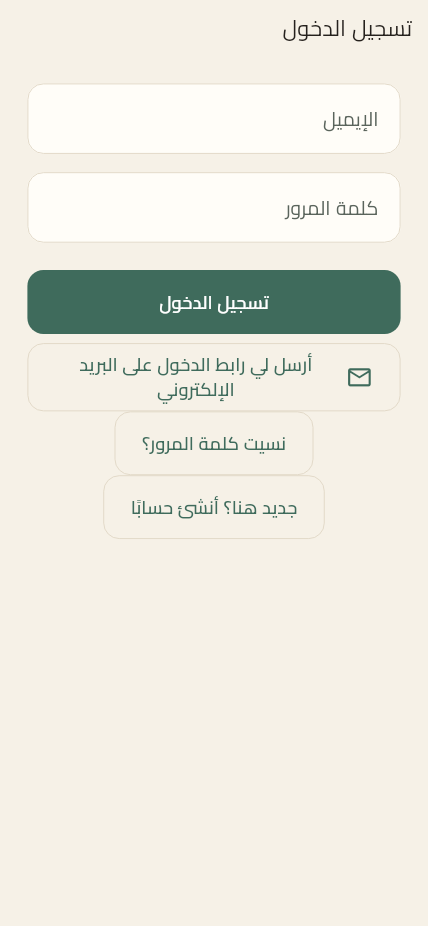 تسجيل الدخول
الإيميل
كلمة المرور
تسجيل الدخول
أرسل لي رابط الدخول على البريد
الإلكتروني
نسيت كلمة المرور؟
جديد هنا؟ أنشئ حسابًا